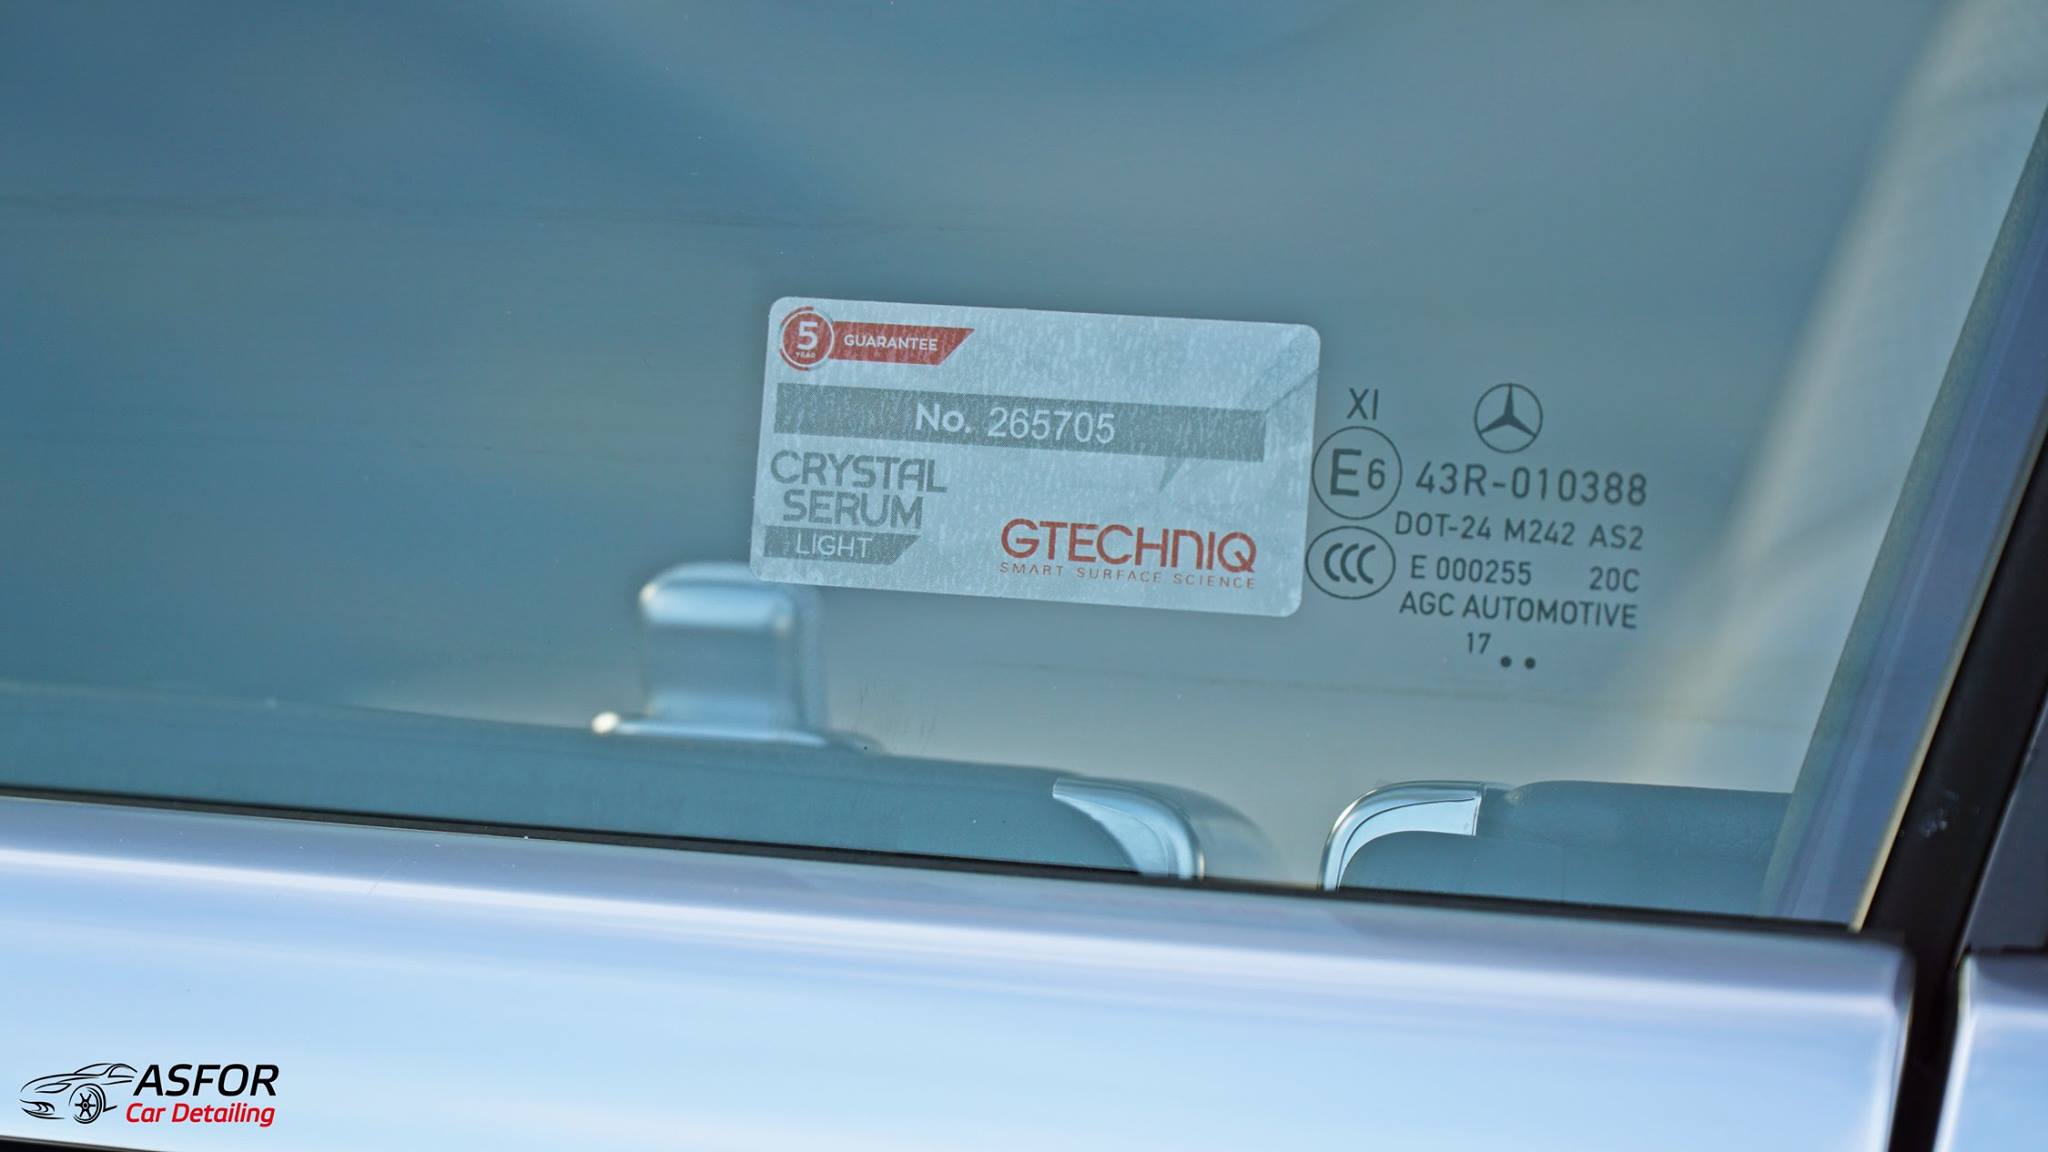 5
YEAR
GUARANTEE
No. 265705
CRYSTAL
SERUM
LIGHT
GTECHNIQ
SMART SURFACE SCIENCE
XI
E6 43R-010388
DOT-24 M242 AS2
CCC E 000255 20C
AGC AUTOMOTIVE
17 ..
ASFOR
Car Detailing